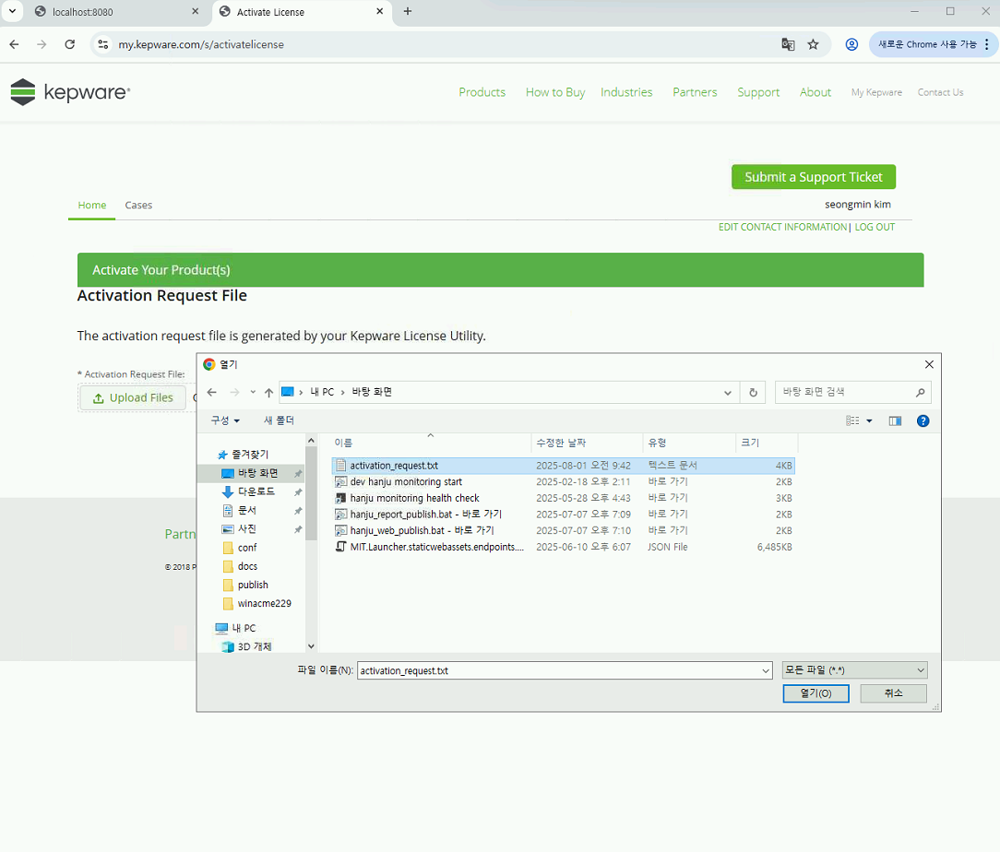 localhost:8080
Activate License
my.kepware.com/s/activatelicense
새로운 Chrome 사용 가능
kepware
Products How to Buy Industries Partners Support About My Kepware Contact Us
Submit a Support Ticket
Home Cases
seongmin kim
EDIT CONTACT INFORMATION | LOG OUT
Activate Your Product(s)
Activation Request File
The activation request file is generated by your Kepware License Utility.
* Activation Request File:
Upload Files
Partn
© 2018 P
열기
내 PC › 바탕 화면
바탕 화면 검색
구성 새 폴더
이름 수정한 날짜 유형 크기
즐겨찾기
바탕 화면
다운로드
문서
사진
conf
docs
publish
winacme229
내 PC
3D 개체
activation_request.txt 2025-08-01 오전 9:42 텍스트 문서 4KB
dev hanju monitoring start 2025-02-18 오후 2:11 바로 가기 2KB
hanju monitoring health check 2025-05-28 오후 4:43 바로 가기 3KB
hanju_report_publish.bat - 바로 가기 2025-07-07 오후 7:09 바로 가기 2KB
hanju_web_publish.bat - 바로 가기 2025-07-07 오후 7:10 바로 가기 2KB
MIT.Launcher.staticwebassets.endpoints.... 2025-06-10 오후 6:07 JSON File 6,485KB
파일 이름(N): activation_request.txt 모든 파일 (*.*)
열기(O) 취소